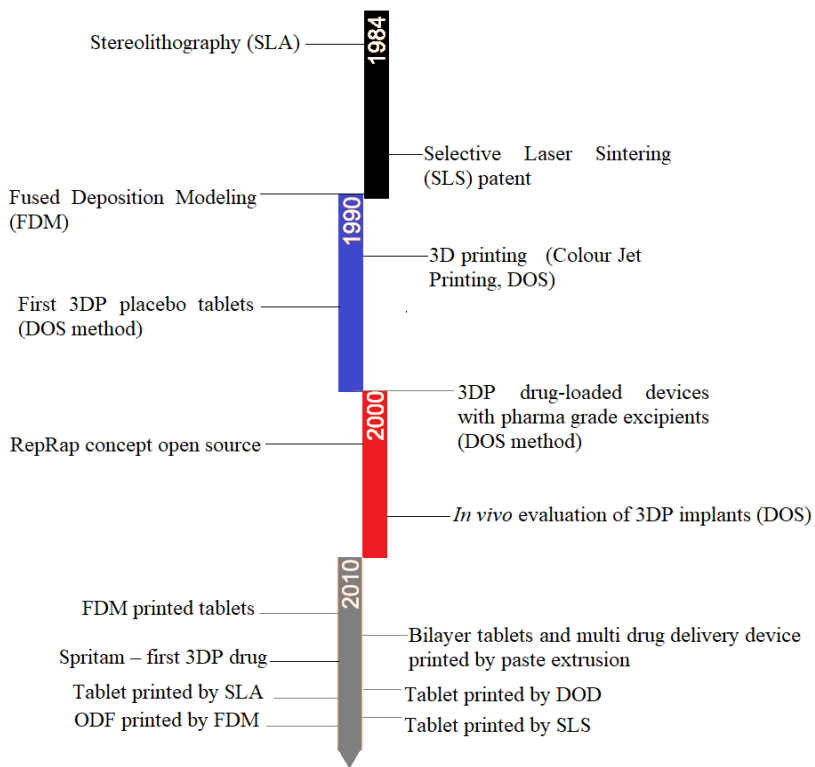 1984
Stereolithography (SLA)
Selective Laser Sintering
(SLS) patent
Fused Deposition Modeling
(FDM)
1990
3D printing (Colour Jet
Printing, DOS)
First 3DP placebo tablets
(DOS method)
3DP drug-loaded devices
with pharma grade excipients
(DOS method)
2000
RepRap concept open source
In vivo evaluation of 3DP implants (DOS)
2010
FDM printed tablets
Bilayer tablets and multi drug delivery device
printed by paste extrusion
Spritam – first 3DP drug
Tablet printed by SLA
Tablet printed by DOD
ODF printed by FDM
Tablet printed by SLS